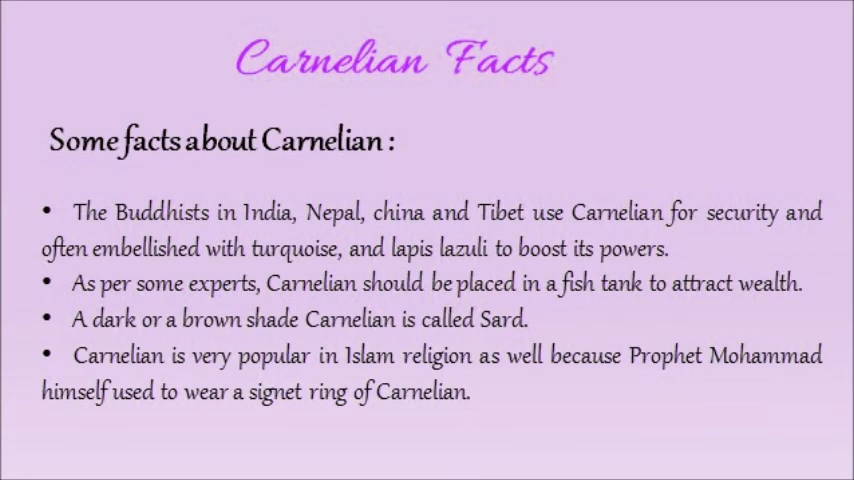 Carnelian Facts
Some facts about Carnelian :
• The Buddhists in India, Nepal, china and Tibet use Carnelian for security and
often embellished with turquoise, and lapis lazuli to boost its powers.
• As per some experts, Carnelian should be placed in a fish tank to attract wealth.
• A dark or a brown shade Carnelian is called Sard.
• Carnelian is very popular in Islam religion as well because Prophet Mohammad
himself used to wear a signet ring of Carnelian.